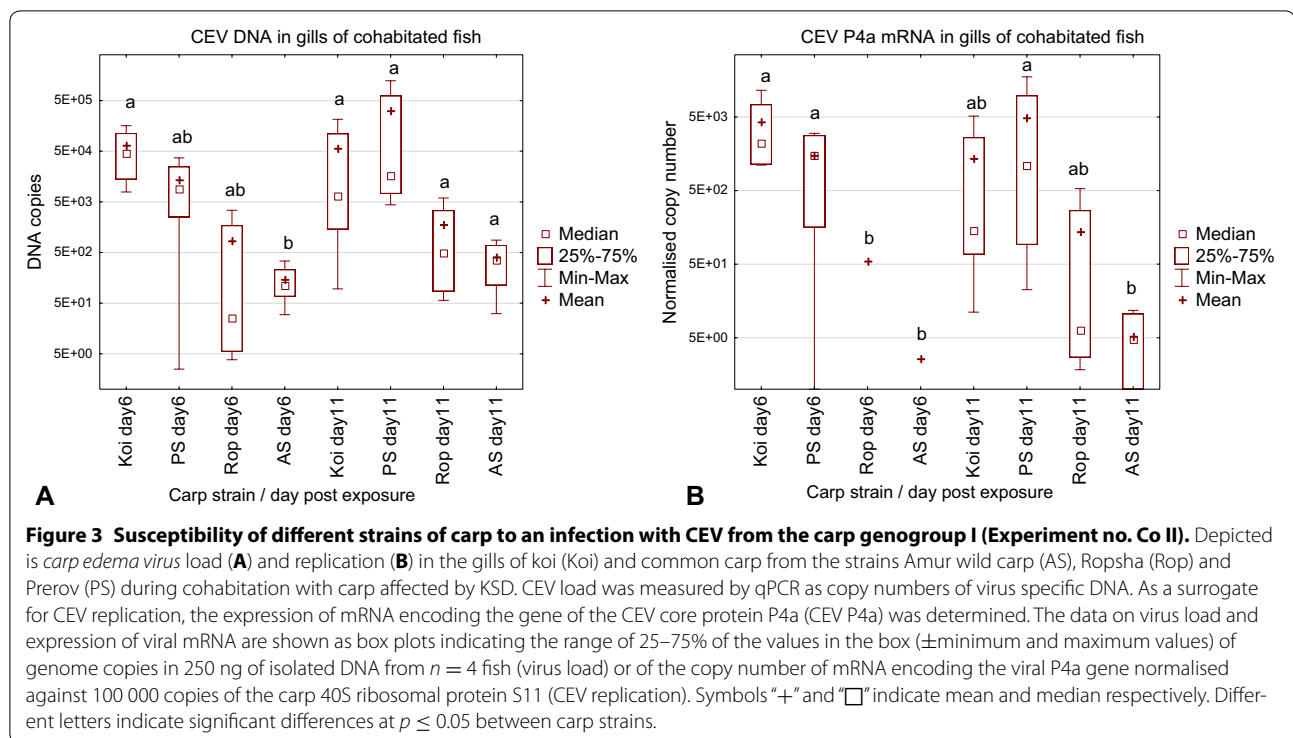 CEV DNA in gills of cohabitated fish
DNA copies
5E+05
5E+04
5E+03
5E+02
5E+01
5E+00
a
ab
ab
b
a
a
a
a
Koi day6
PS day6
Rop day6
AS day6
Koi day11
PS day11
Rop day11
AS day11
Median
25%-75%
Min-Max
Mean
A
Carp strain / day post exposure
CEV P4a mRNA in gills of cohabitated fish
Normalised copy number
5E+03
5E+02
5E+01
5E+00
a
a
b
b
ab
a
ab
b
Koi day6
PS day6
Rop day6
AS day6
Koi day11
PS day11
Rop day11
AS day11
Median
25%-75%
Min-Max
Mean
B
Carp strain / day post exposure
Figure 3 Susceptibility of different strains of carp to an infection with CEV from the carp genogroup I (Experiment no. Co II). Depicted
is carp edema virus load (A) and replication (B) in the gills of koi (Koi) and common carp from the strains Amur wild carp (AS), Ropsha (Rop) and
Prerov (PS) during cohabitation with carp affected by KSD. CEV load was measured by qPCR as copy numbers of virus specific DNA. As a surrogate
for CEV replication, the expression of mRNA encoding the gene of the CEV core protein P4a (CEV P4a) was determined. The data on virus load and
expression of viral mRNA are shown as box plots indicating the range of 25–75% of the values in the box (±minimum and maximum values) of
genome copies in 250 ng of isolated DNA from n = 4 fish (virus load) or of the copy number of mRNA encoding the viral P4a gene normalised
against 100 000 copies of the carp 40S ribosomal protein S11 (CEV replication). Symbols "+" and "□" indicate mean and median respectively. Differ-
ent letters indicate significant differences at p ≤ 0.05 between carp strains.